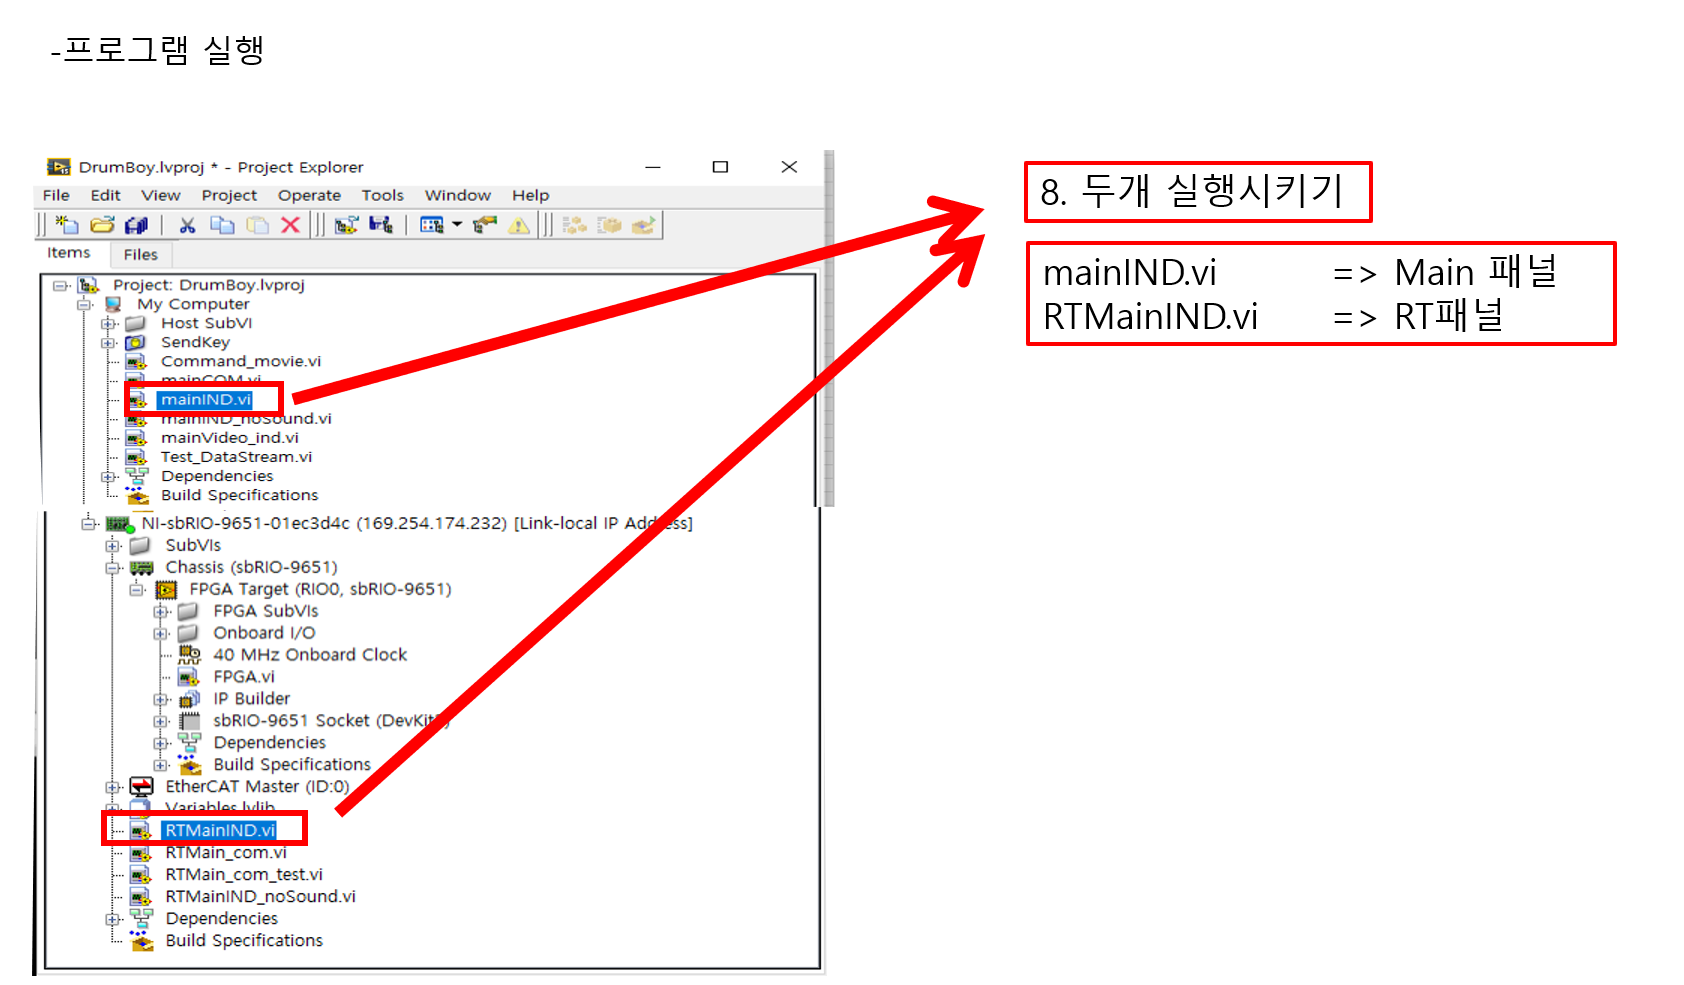 -프로그램 실행
DrumBoy.lvproj * - Project Explorer
File Edit View Project Operate Tools Window Help
Items Files
Project: DrumBoy.lvproj
My Computer
Host SubVI
SendKey
Command_movie.vi
mainCOM.vi
mainIND.vi
mainIND_noSound.vi
mainVideo_ind.vi
Test_DataStream.vi
Dependencies
Build Specifications
NI-sbRIO-9651-01ec3d4c (169.254.174.232) [Link-local IP Address]
SubVIs
Chassis (sbRIO-9651)
FPGA Target (RIO0, sbRIO-9651)
FPGA SubVIs
Onboard I/O
40 MHz Onboard Clock
FPGA.vi
IP Builder
sbRIO-9651 Socket
Dependencies
Build Specifications
EtherCAT Master (ID:0)
Variables.lvlib
RTMainIND.vi
RTMain_com.vi
RTMain_com_test.vi
RTMainIND_noSound.vi
Dependencies
Build Specifications
8. 두개 실행시키기
mainIND.vi => Main 패널
RTMainIND.vi => RT패널